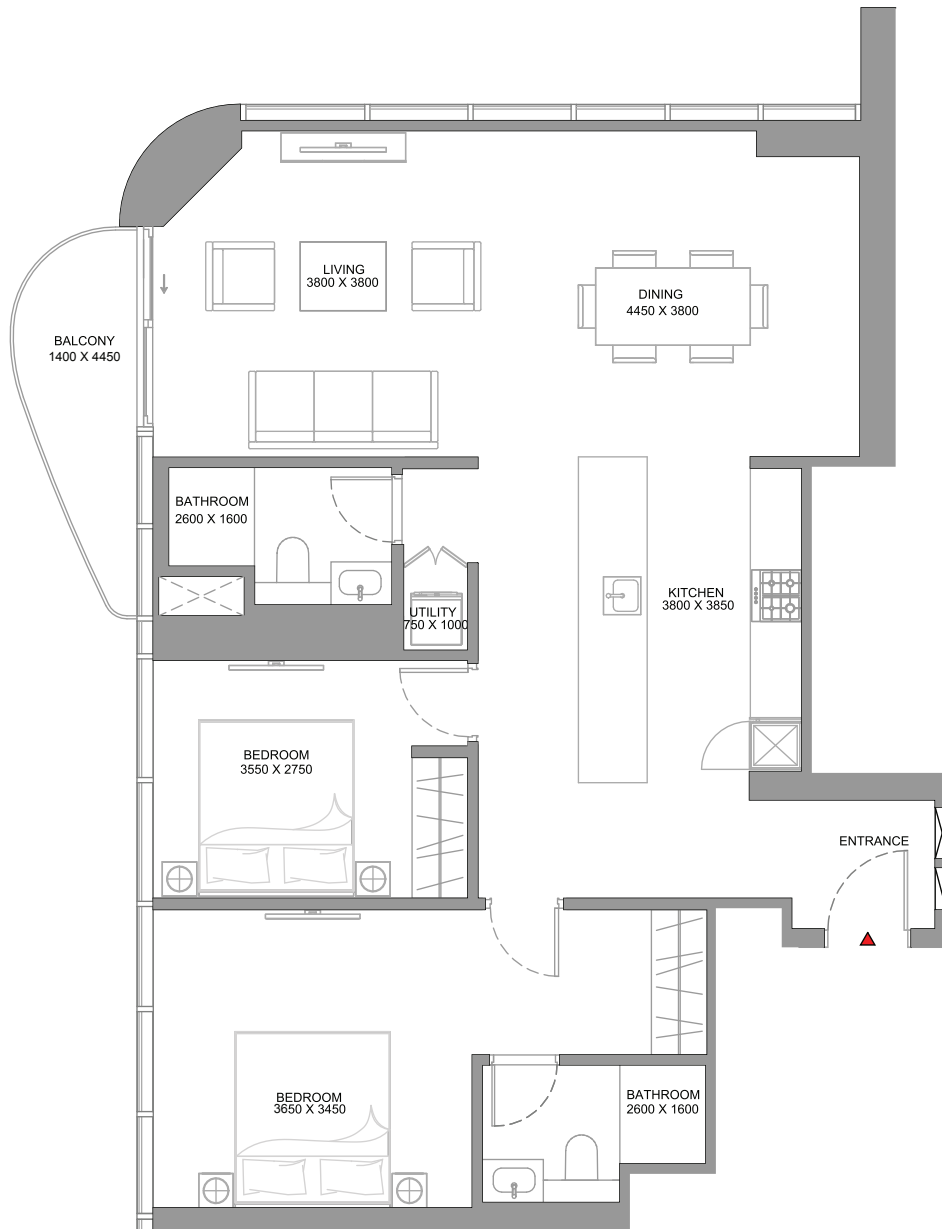 LIVING
3800 X 3800
DINING
4450 X 3800
BALCONY
1400 X 4450
BATHROOM
2600 X 1600
KITCHEN
3800 X 3850
UTILITY
750 X 1000
BEDROOM
3550 X 2750
ENTRANCE
BEDROOM
3650 X 3450
BATHROOM
2600 X 1600